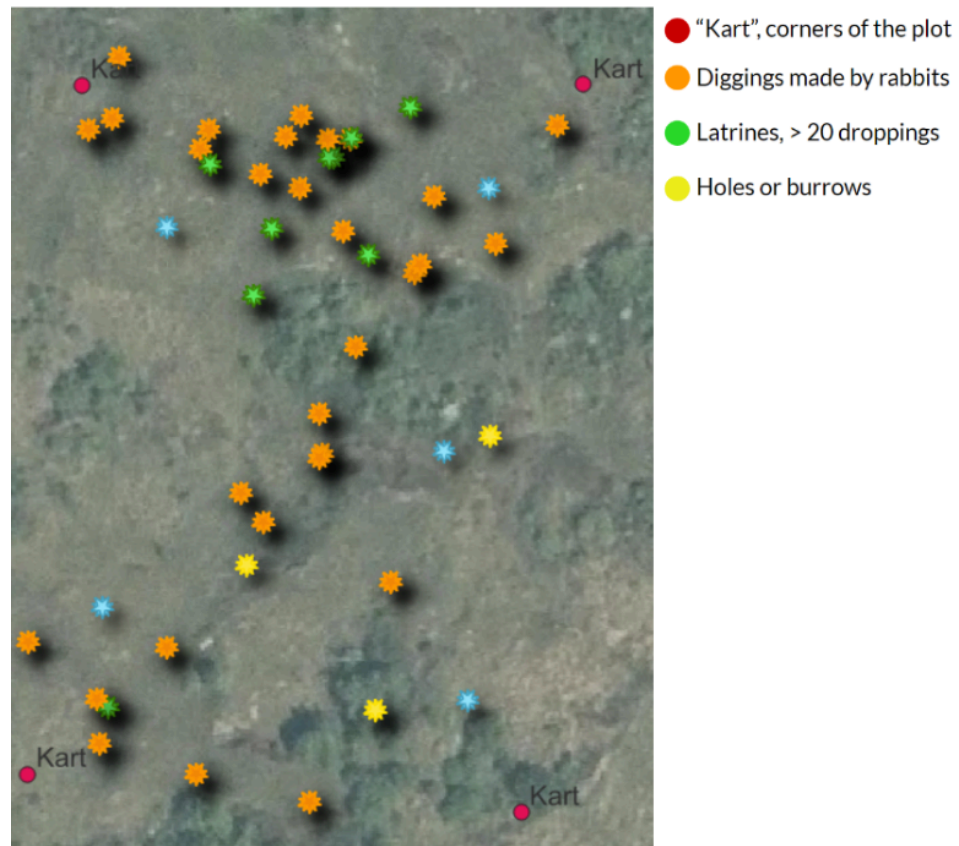 Kart
Kart
Kart
Kart
“Kart”, corners of the plot
Diggings made by rabbits
Latrines, > 20 droppings
Holes or burrows